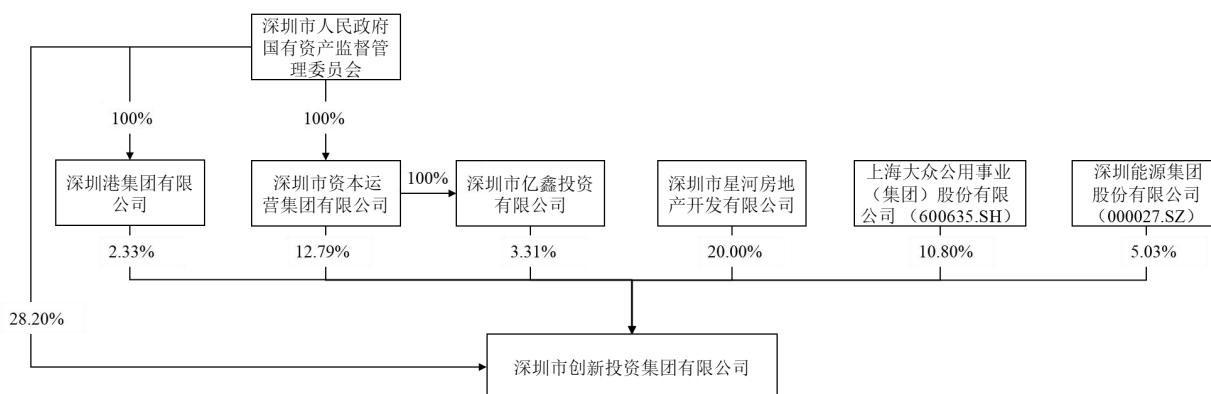 深圳市人民政府
国有资产监督管
理委员会
100%
100%
深圳港集团有限
公司
深圳市资本运
营集团有限公司
100%
深圳市亿鑫投资
有限公司
深圳市星河房地
产开发有限公司
上海大众公用事业
（集团）股份有限
公司（600635.SH）
深圳能源集团
股份有限公司
（000027.SZ）
2.33%
12.79%
3.31%
20.00%
10.80%
5.03%
28.20%
深圳市创新投资集团有限公司